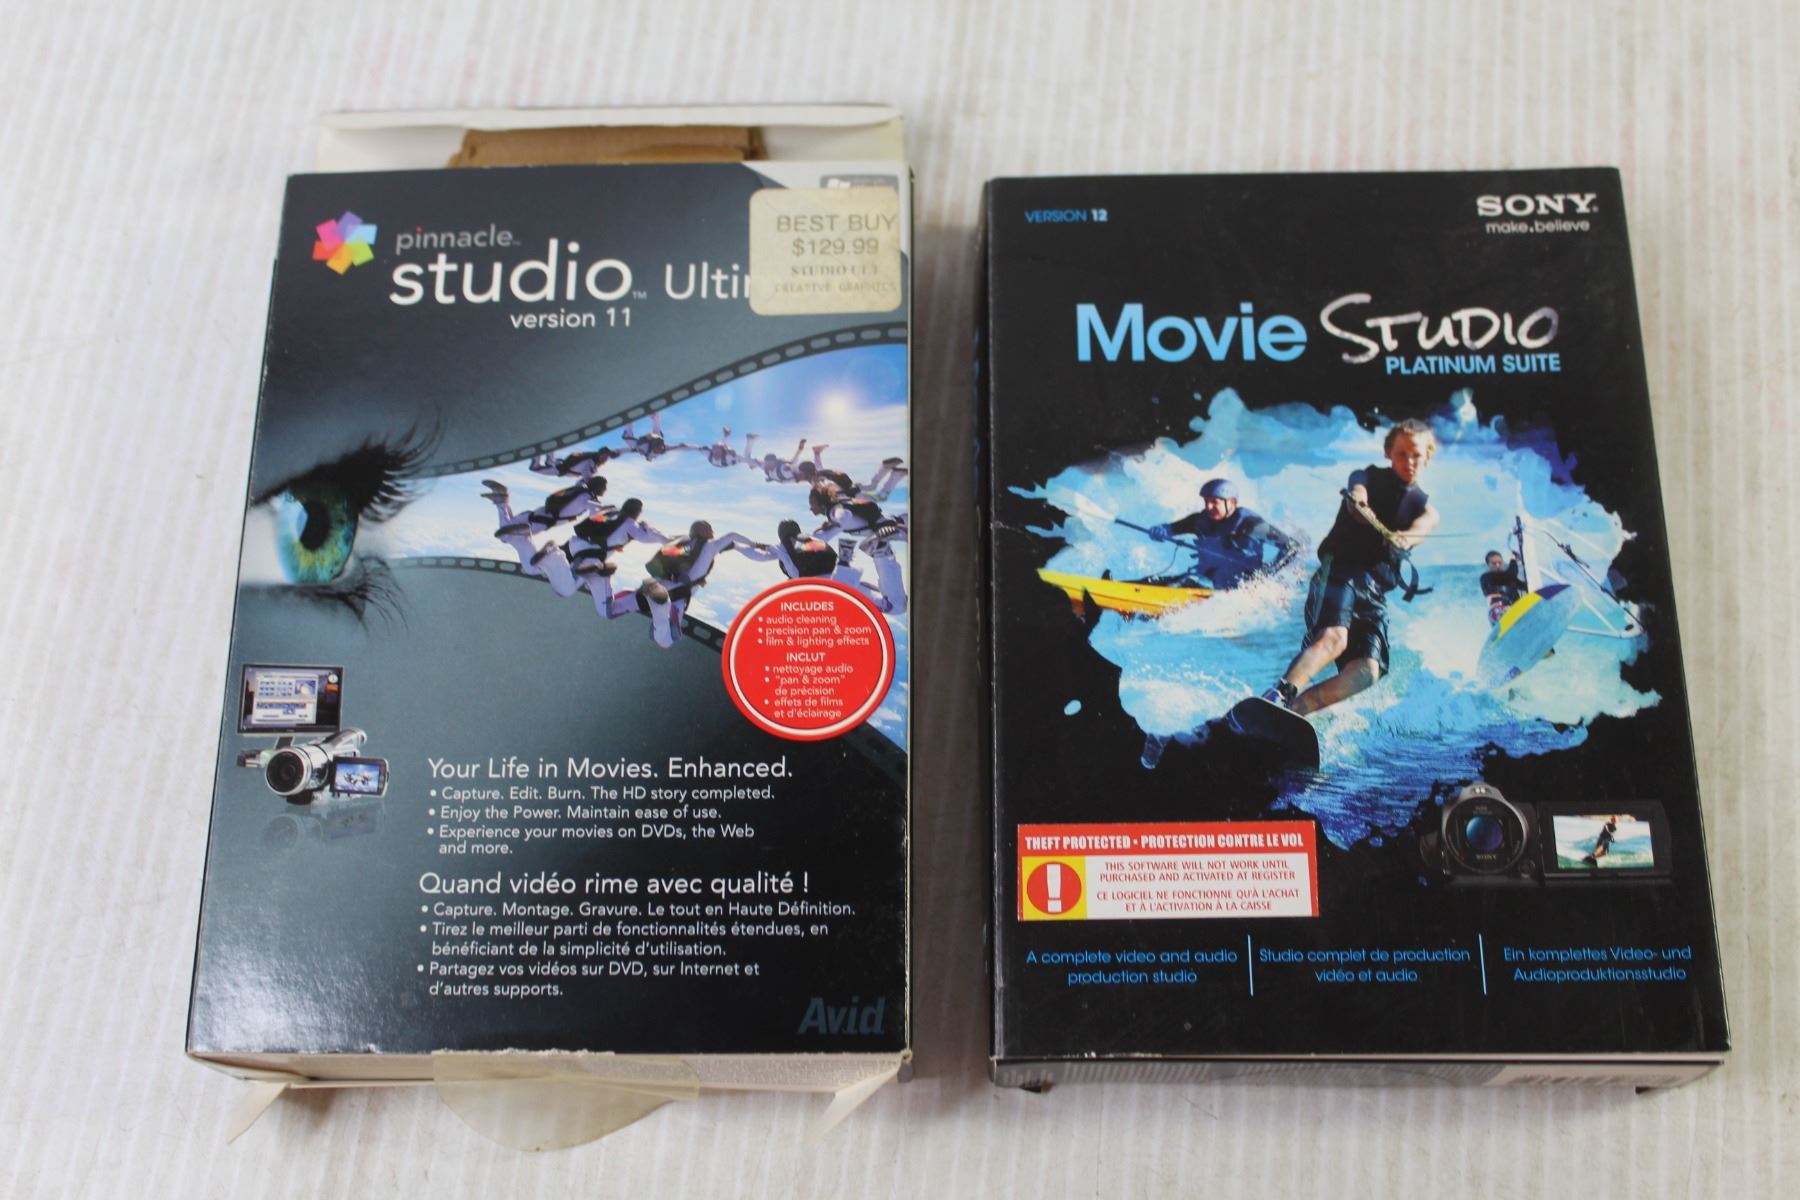 pinnacle™
studio™ Ulti
version 11
BEST BUY
$129.99
STUDIO ULT
CREATIVE GRAPHICS
INCLUDES
• audio cleaning
• precision pan & zoom
• film & lighting effects
INCLUT
• nettoyage audio
• "pan & zoom"
de précision
• effets de films
et d'éclairage
Your Life in Movies. Enhanced.
• Capture. Edit. Burn. The HD story completed.
• Enjoy the Power. Maintain ease of use.
• Experience your movies on DVDs, the Web
and more.
Quand vidéo rime avec qualité !
• Capture. Montage. Gravure. Le tout en Haute Définition.
• Tirez le meilleur parti de fonctionnalités étendues, en
bénéficiant de la simplicité d'utilisation.
• Partagez vos vidéos sur DVD, sur Internet et
d'autres supports.
Avid
VERSION 12
SONY
make.believe
Movie STUDIO
PLATINUM SUITE
SONY
THEFT PROTECTED • PROTECTION CONTRE LE VOL
!
THIS SOFTWARE WILL NOT WORK UNTIL
PURCHASED AND ACTIVATED AT REGISTER
CE LOGICIEL NE FONCTIONNE QU'À L'ACHAT
ET À L'ACTIVATION À LA CAISSE
A complete video and audio
production studio
Studio complet de production
vidéo et audio
Ein komplettes Video- und
Audioproduktionsstudio